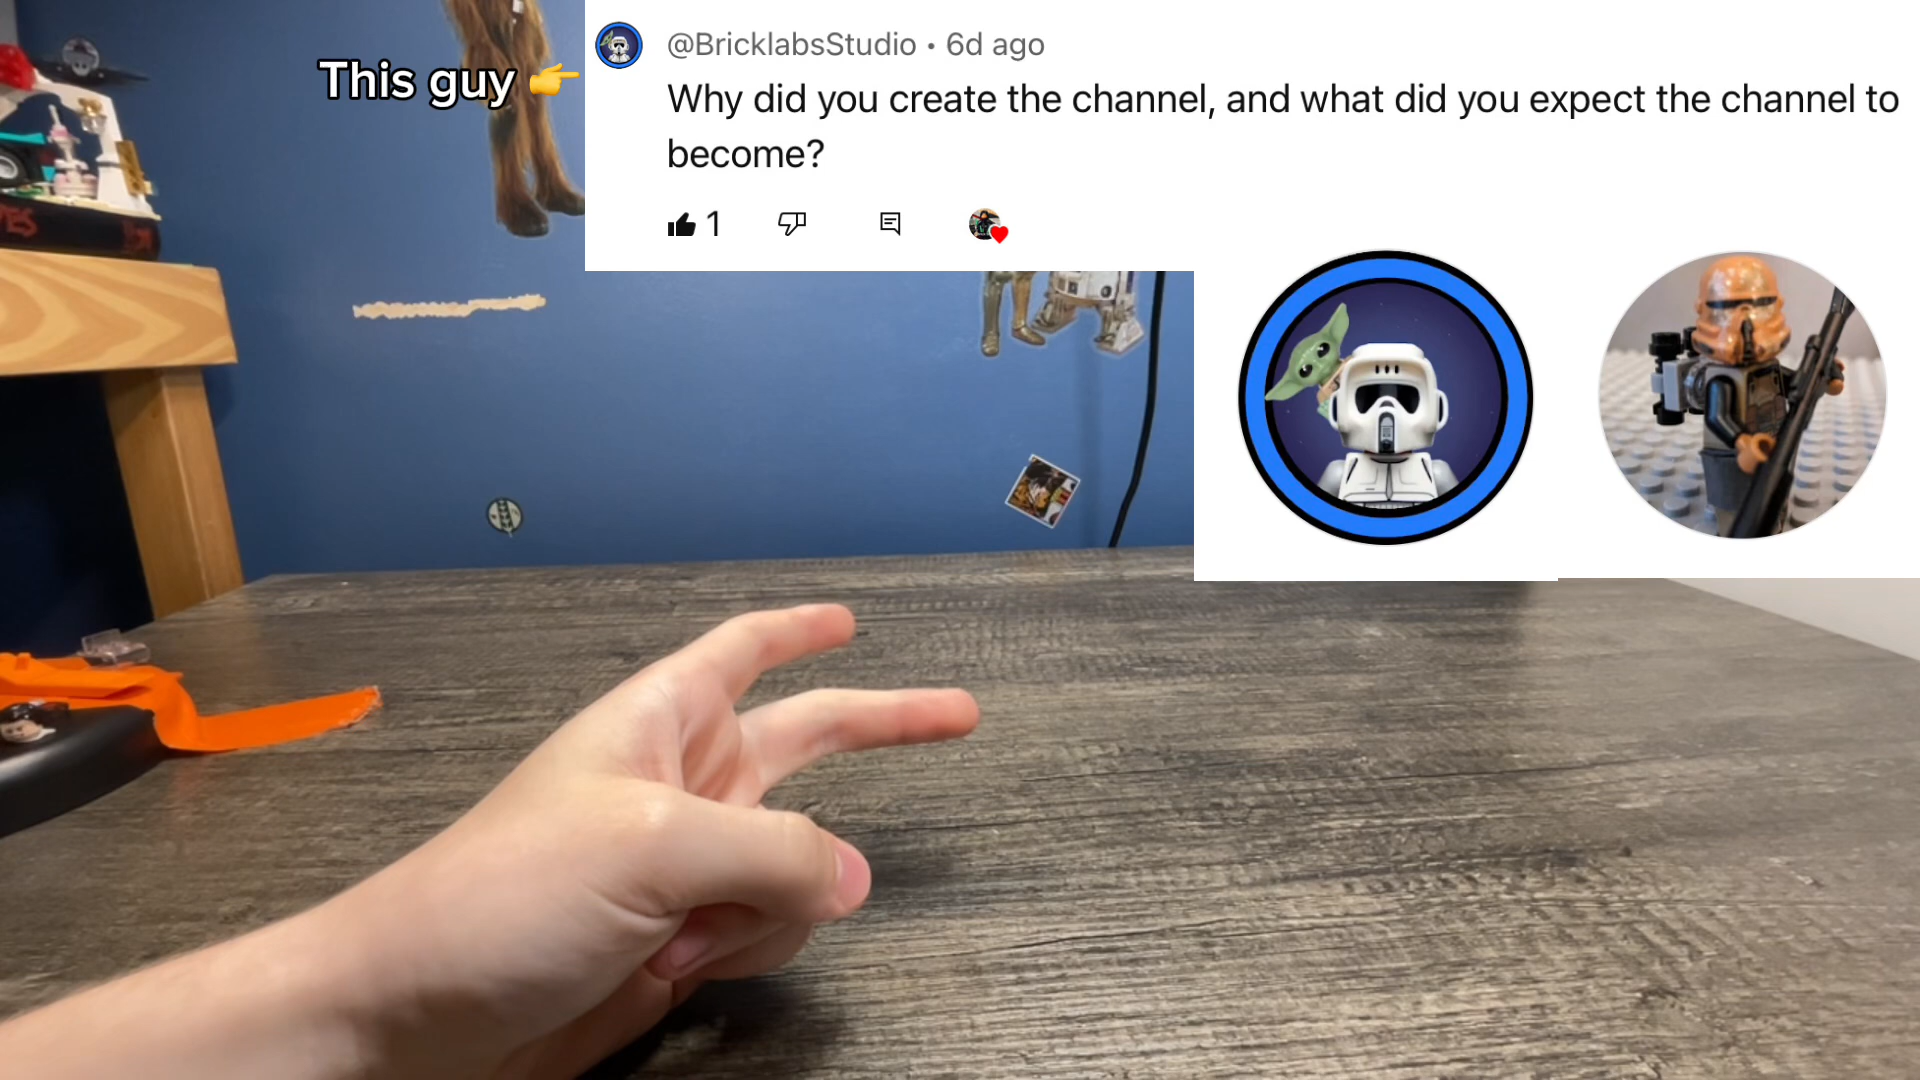 This guy 👉
@BricklabsStudio • 6d ago
Why did you create the channel, and what did you expect the channel to
become?
1